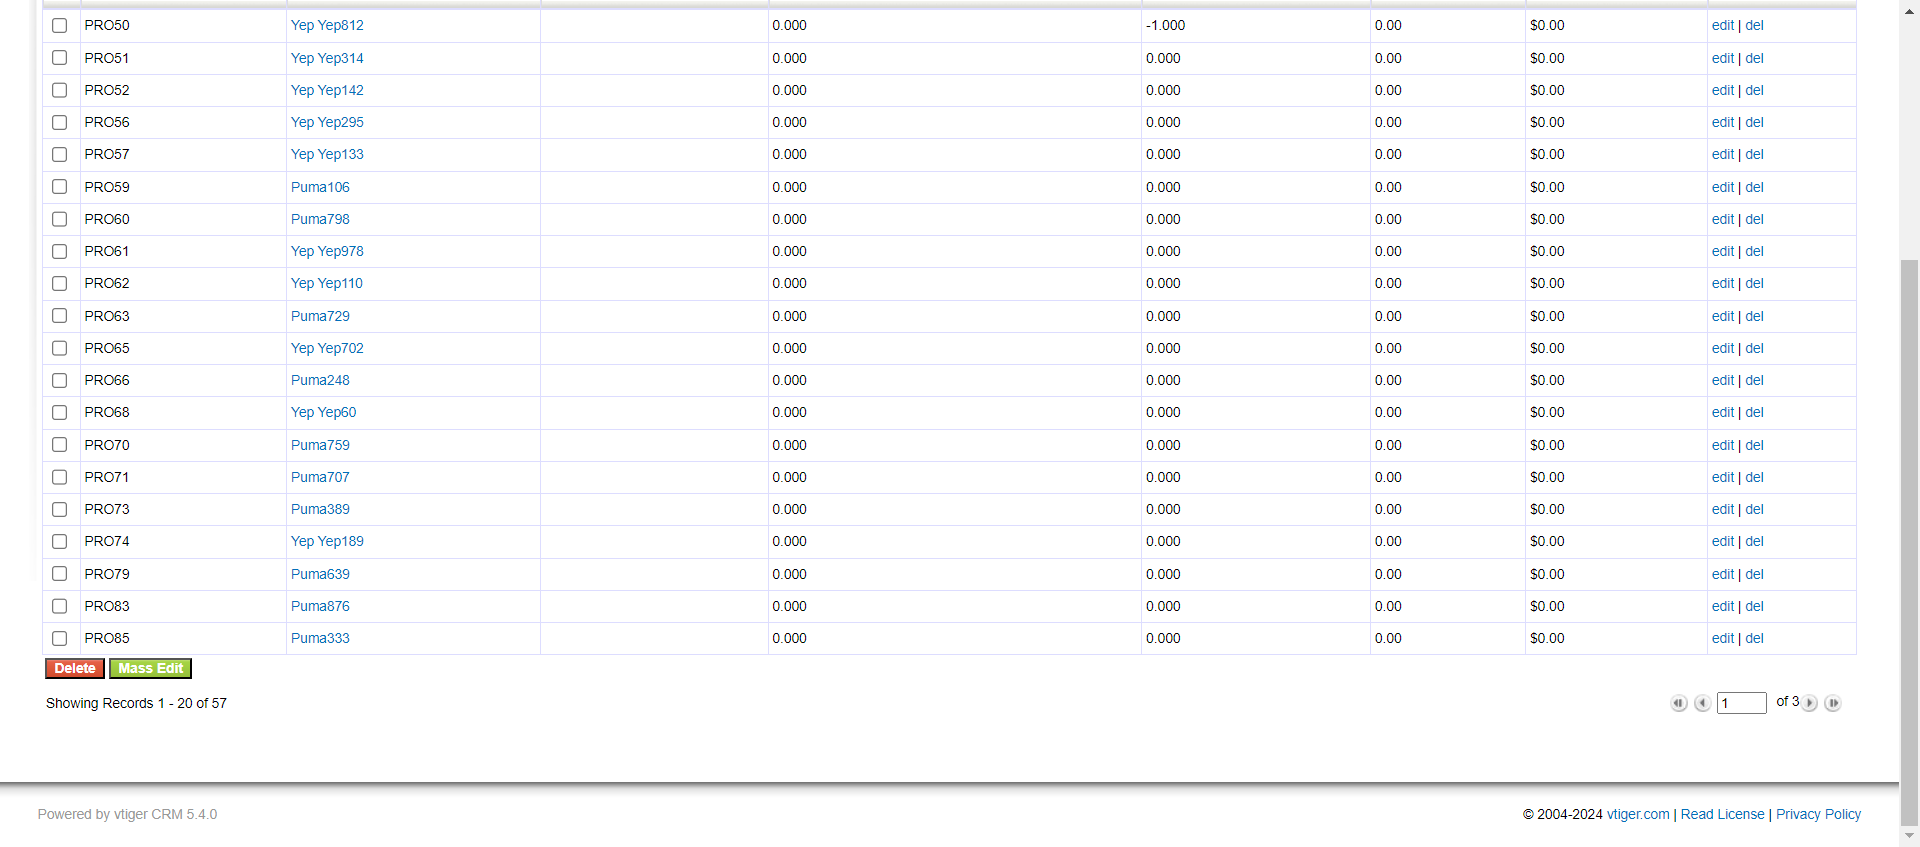 PRO50 Yep Yep812 0.000 -1.000 0.00 $0.00 edit | del
PRO51 Yep Yep314 0.000 0.000 0.00 $0.00 edit | del
PRO52 Yep Yep142 0.000 0.000 0.00 $0.00 edit | del
PRO56 Yep Yep295 0.000 0.000 0.00 $0.00 edit | del
PRO57 Yep Yep133 0.000 0.000 0.00 $0.00 edit | del
PRO59 Puma106 0.000 0.000 0.00 $0.00 edit | del
PRO60 Puma798 0.000 0.000 0.00 $0.00 edit | del
PRO61 Yep Yep978 0.000 0.000 0.00 $0.00 edit | del
PRO62 Yep Yep110 0.000 0.000 0.00 $0.00 edit | del
PRO63 Puma729 0.000 0.000 0.00 $0.00 edit | del
PRO65 Yep Yep702 0.000 0.000 0.00 $0.00 edit | del
PRO66 Puma248 0.000 0.000 0.00 $0.00 edit | del
PRO68 Yep Yep60 0.000 0.000 0.00 $0.00 edit | del
PRO70 Puma759 0.000 0.000 0.00 $0.00 edit | del
PRO71 Puma707 0.000 0.000 0.00 $0.00 edit | del
PRO73 Puma389 0.000 0.000 0.00 $0.00 edit | del
PRO74 Yep Yep189 0.000 0.000 0.00 $0.00 edit | del
PRO79 Puma639 0.000 0.000 0.00 $0.00 edit | del
PRO83 Puma876 0.000 0.000 0.00 $0.00 edit | del
PRO85 Puma333 0.000 0.000 0.00 $0.00 edit | del
Delete Mass Edit
Showing Records 1 - 20 of 57 1 of 3
Powered by vtiger CRM 5.4.0 © 2004-2024 vtiger.com | Read License | Privacy Policy